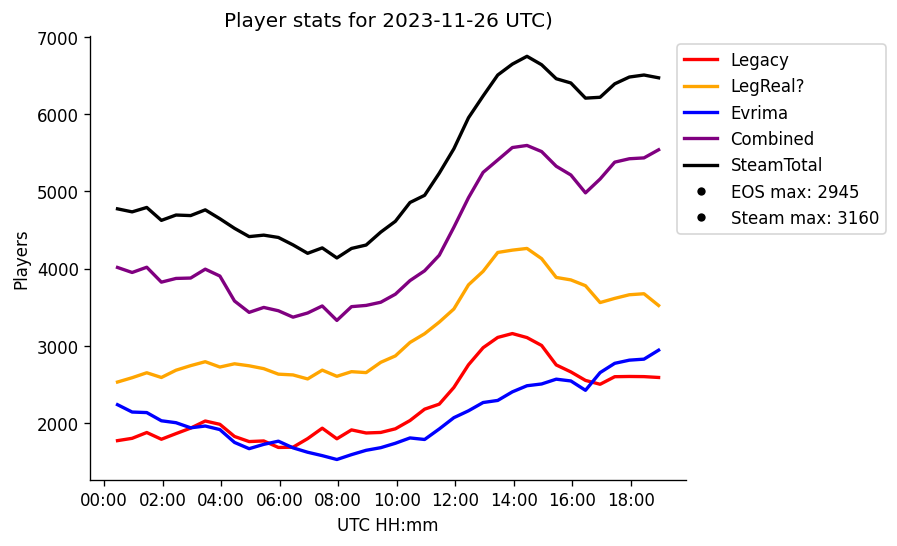 Player stats for 2023-11-26 UTC)
7000
6000
5000
4000
3000
2000
Players
00:00 02:00 04:00 06:00 08:00 10:00 12:00 14:00 16:00 18:00
UTC HH:mm
Legacy
LegReal?
Evrima
Combined
SteamTotal
EOS max: 2945
Steam max: 3160